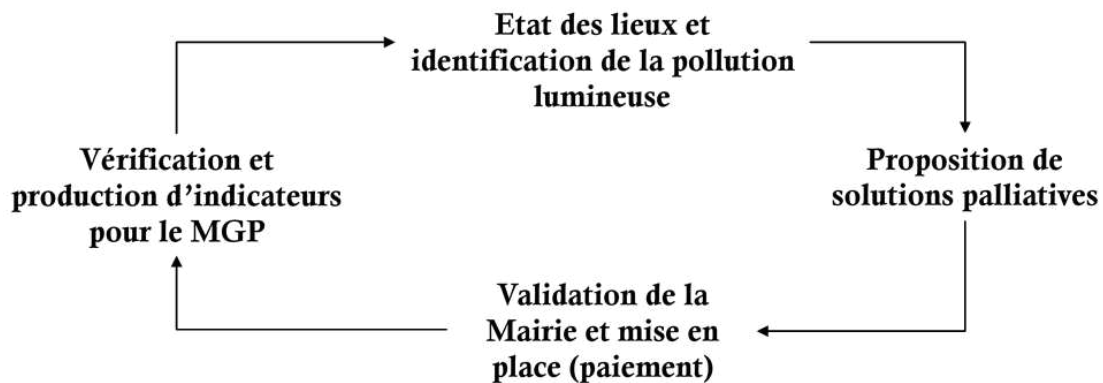 Etat des lieux et
identification de la pollution
lumineuse
Proposition de
solutions palliatives
Validation de la
Mairie et mise en
place (paiement)
Vérification et
production d'indicateurs
pour le MGP